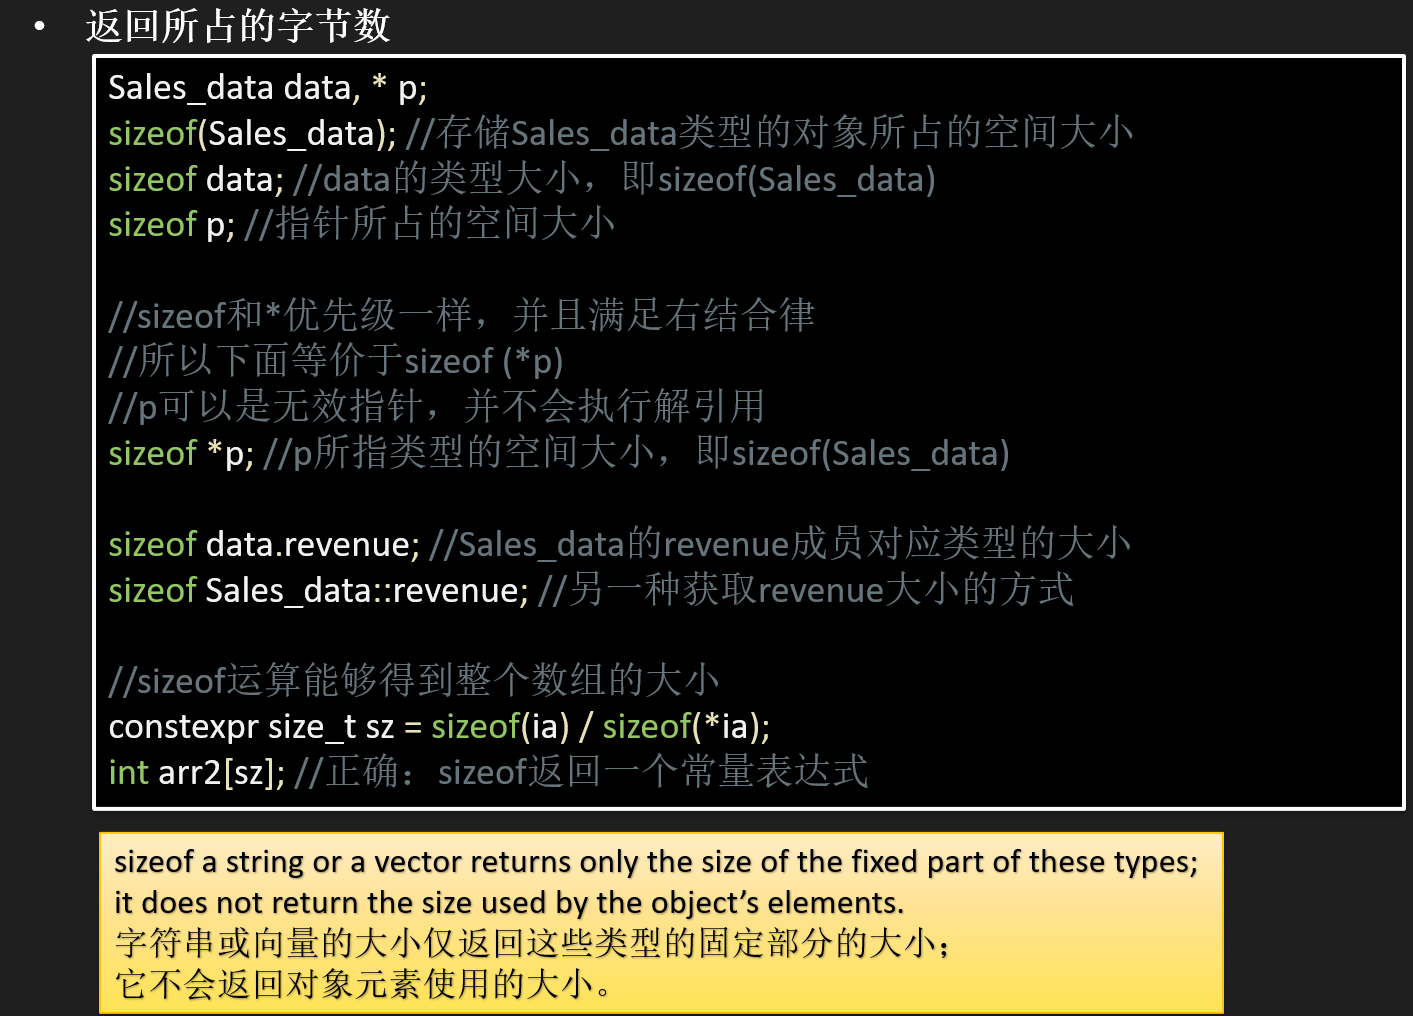 • 返回所占的字节数
Sales_data data, * p;
sizeof(Sales_data); //存储Sales_data类型的对象所占的空间大小
sizeof data; //data的类型大小，即sizeof(Sales_data)
sizeof p; //指针所占的空间大小
//sizeof和*优先级一样，并且满足右结合律
//所以下面等价于sizeof (*p)
//p可以是无效指针，并不会执行解引用
sizeof *p; //p所指类型的空间大小，即sizeof(Sales_data)
sizeof data.revenue; //Sales_data的revenue成员对应类型的大小
sizeof Sales_data::revenue; //另一种获取revenue大小的方式
//sizeof运算能够得到整个数组的大小
constexpr size_t sz = sizeof(ia) / sizeof(*ia);
int arr2[sz]; //正确：sizeof返回一个常量表达式
sizeof a string or a vector returns only the size of the fixed part of these types;
it does not return the size used by the object’s elements.
字符串或向量的大小仅返回这些类型的固定部分的大小；
它不会返回对象元素使用的大小。